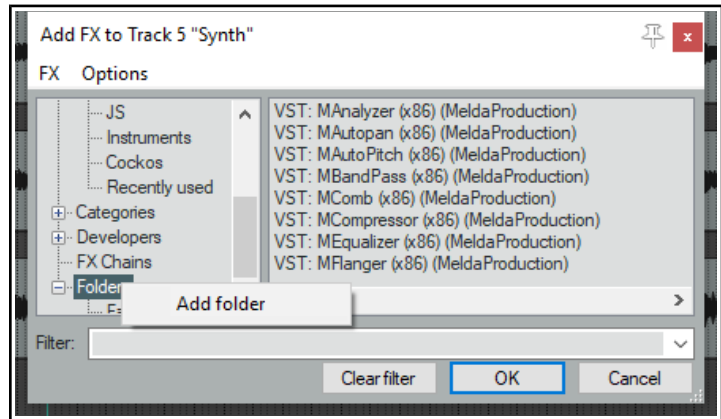 Add FX to Track 5 "Synth"
x
FX Options
JS
Instruments
Cockos
Recently used
Categories
Developers
FX Chains
Folder
VST: MAnalyzer (x86) (MeldaProduction)
VST: MAutopan (x86) (MeldaProduction)
VST: MAutoPitch (x86) (MeldaProduction)
VST: MBandPass (x86) (MeldaProduction)
VST: MComb (x86) (MeldaProduction)
VST: MCompressor (x86) (MeldaProduction)
VST: MEqualizer (x86) (MeldaProduction)
VST: MFlanger (x86) (MeldaProduction)
Add folder
Filter:
Clear filter OK Cancel